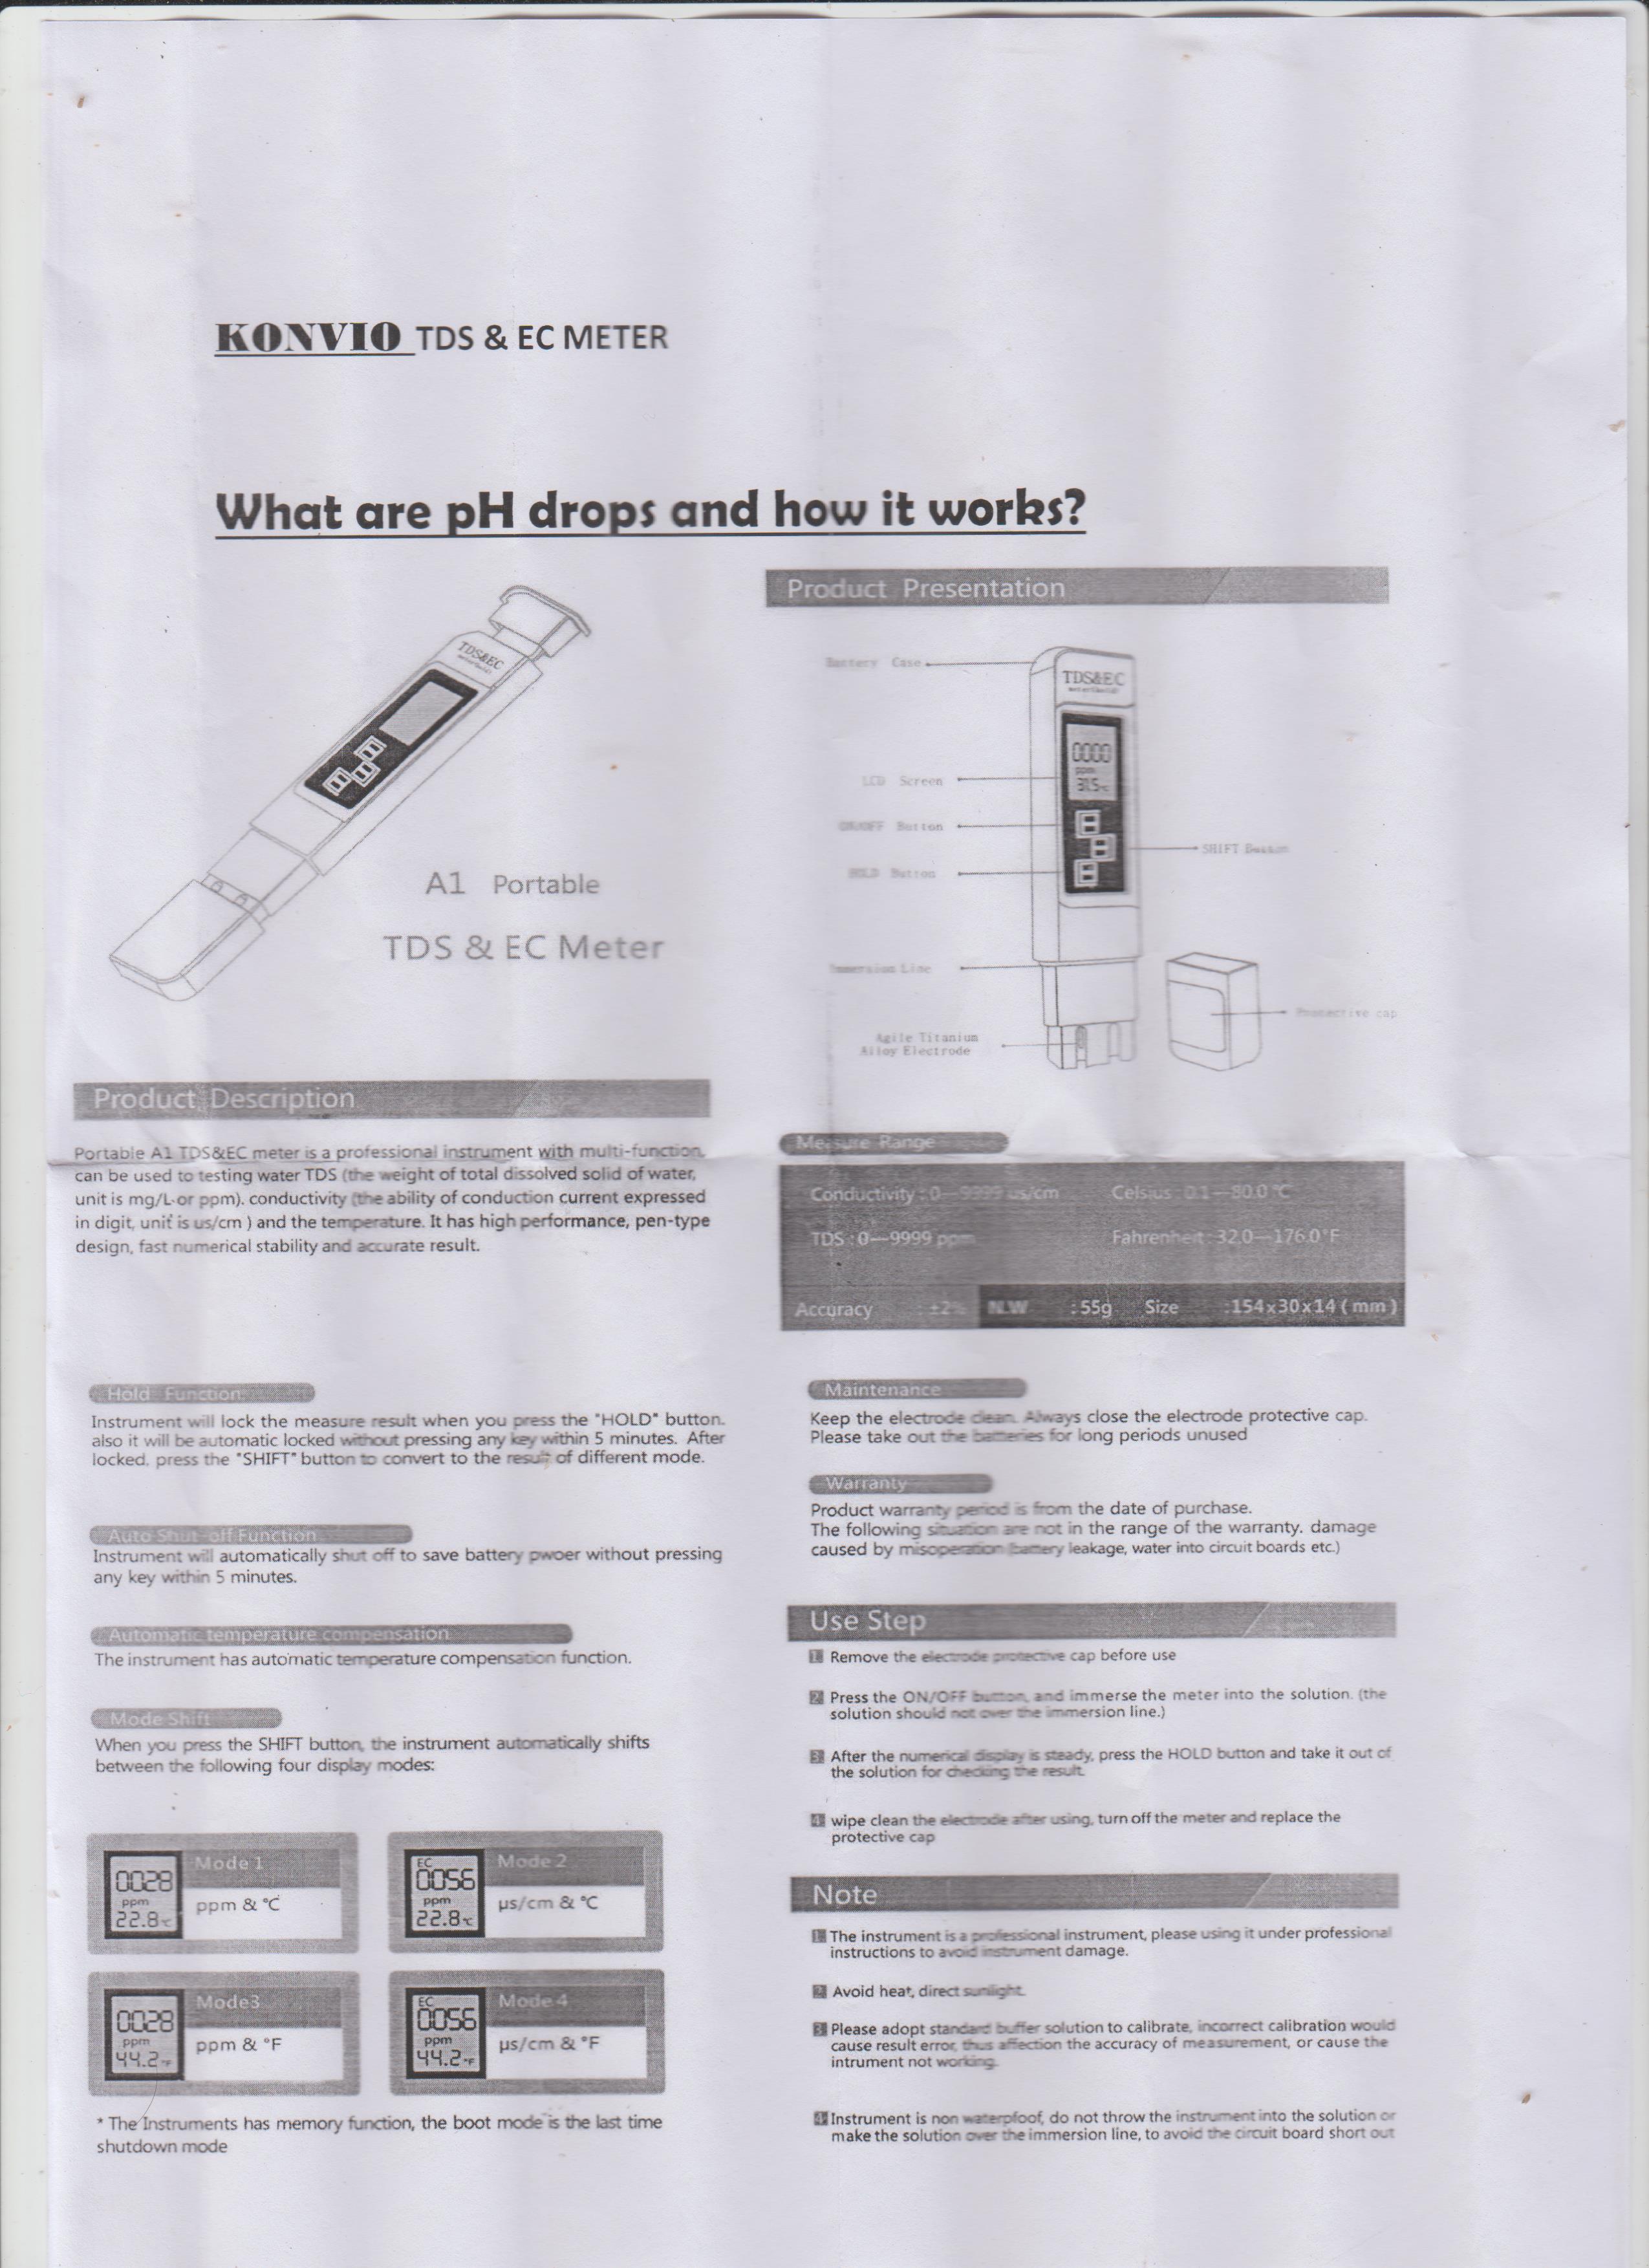 KONVIO TDS & EC METER
What are pH drops and how it works?
TDS&EC
A1 Portable
TDS & EC Meter
Product Presentation
Battery Case
TDS&EC
0000
ppm
31.5°C
LCD Screen
ON/OFF Button
SHIFT Button
HOLD Button
Immersion Line
Protective cap
Agile Titanium
Alloy Electrode
Product Description
Portable A1 TDS&EC meter is a professional instrument with multi-function,
can be used to testing water TDS (the weight of total dissolved solid of water,
unit is mg/L or ppm). conductivity (the ability of conduction current expressed
in digit, unit is us/cm ) and the temperature. It has high performance, pen-type
design, fast numerical stability and accurate result.
Measure Range
Conductivity : 0—9999 us/cm Celsius : 0.1—80.0 °C
TDS : 0—9999 ppm Fahrenheit : 32.0—176.0°F
Accuracy : ±2% N.W : 55g Size :154x30x14 ( mm )
Hold Function
Instrument will lock the measure result when you press the "HOLD" button.
also it will be automatic locked without pressing any key within 5 minutes. After
locked. press the "SHIFT" button to convert to the result of different mode.
Auto Shut-off Function
Instrument will automatically shut off to save battery pwoer without pressing
any key within 5 minutes.
Automatic temperature compensation
The instrument has automatic temperature compensation function.
Mode Shift
When you press the SHIFT button, the instrument automatically shifts
between the following four display modes:
0028
ppm
22.8°C
Mode 1
ppm & °C
EC
0056
ppm
22.8°C
Mode 2
µs/cm & °C
0028
ppm
44.2°F
Mode3
ppm & °F
EC
0056
ppm
44.2°F
Mode 4
µs/cm & °F
* The Instruments has memory function, the boot mode is the last time
shutdown mode
Maintenance
Keep the electrode clean. Always close the electrode protective cap.
Please take out the batteries for long periods unused
Warranty
Product warranty period is from the date of purchase.
The following situation are not in the range of the warranty. damage
caused by misoperation battery leakage, water into circuit boards etc.)
Use Step
1 Remove the electrode protective cap before use
2 Press the ON/OFF button, and immerse the meter into the solution. (the
solution should not over the immersion line.)
3 After the numerical display is steady, press the HOLD button and take it out of
the solution for checking the result.
4 wipe clean the electrode after using, turn off the meter and replace the
protective cap
Note
1 The instrument is a professional instrument, please using it under professional
instructions to avoid instrument damage.
2 Avoid heat, direct sunlight.
3 Please adopt standard buffer solution to calibrate, incorrect calibration would
cause result error, thus affection the accuracy of measurement, or cause the
intrument not working.
4 Instrument is non waterpfoof, do not throw the instrument into the solution or
make the solution over the immersion line, to avoid the circuit board short out